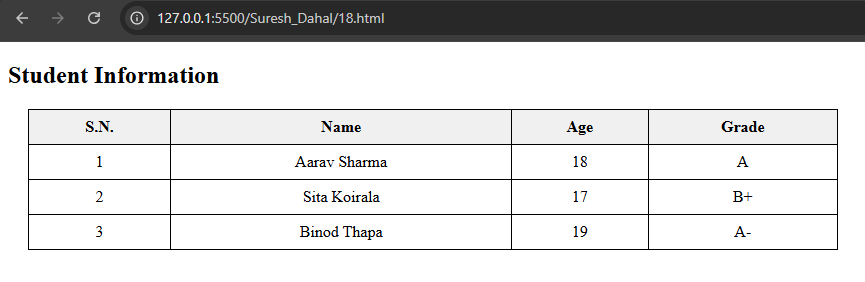 127.0.0.1:5500/Suresh_Dahal/18.html
Student Information
S.N. Name Age Grade
1 Aarav Sharma 18 A
2 Sita Koirala 17 B+
3 Binod Thapa 19 A-